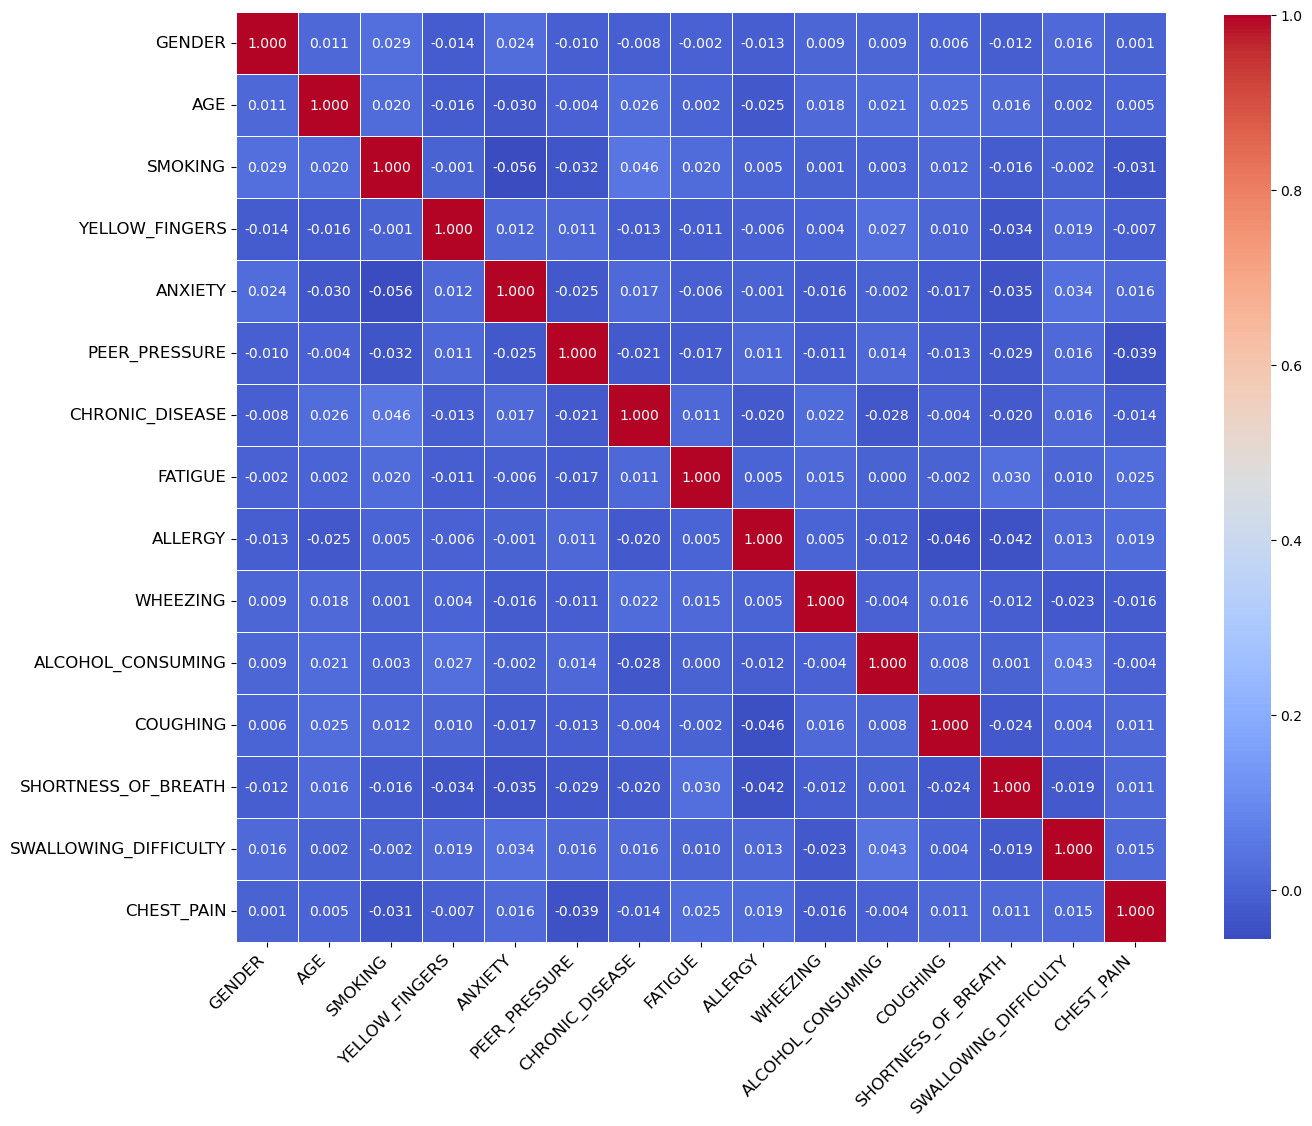 GENDER 1.000 0.011 0.029 -0.014 0.024 -0.010 -0.008 -0.002 -0.013 0.009 0.009 0.006 -0.012 0.016 0.001
AGE 0.011 1.000 0.020 -0.016 -0.030 -0.004 0.026 0.002 -0.025 0.018 0.021 0.025 0.016 0.002 0.005
SMOKING 0.029 0.020 1.000 -0.001 -0.056 -0.032 0.046 0.020 0.005 0.001 0.003 0.012 -0.016 -0.002 -0.031
YELLOW_FINGERS -0.014 -0.016 -0.001 1.000 0.012 0.011 -0.013 -0.011 -0.006 0.004 0.027 0.010 -0.034 0.019 -0.007
ANXIETY 0.024 -0.030 -0.056 0.012 1.000 -0.025 0.017 -0.006 -0.001 -0.016 -0.002 -0.017 -0.035 0.034 0.016
PEER_PRESSURE -0.010 -0.004 -0.032 0.011 -0.025 1.000 -0.021 -0.017 0.011 -0.011 0.014 -0.013 -0.029 0.016 -0.039
CHRONIC_DISEASE -0.008 0.026 0.046 -0.013 0.017 -0.021 1.000 0.011 -0.020 0.022 -0.028 -0.004 -0.020 0.016 -0.014
FATIGUE -0.002 0.002 0.020 -0.011 -0.006 -0.017 0.011 1.000 0.005 0.015 0.000 -0.002 0.030 0.010 0.025
ALLERGY -0.013 -0.025 0.005 -0.006 -0.001 0.011 -0.020 0.005 1.000 0.005 -0.012 -0.046 -0.042 0.013 0.019
WHEEZING 0.009 0.018 0.001 0.004 -0.016 -0.011 0.022 0.015 0.005 1.000 -0.004 0.016 -0.012 -0.023 -0.016
ALCOHOL_CONSUMING 0.009 0.021 0.003 0.027 -0.002 0.014 -0.028 0.000 -0.012 -0.004 1.000 0.008 0.001 0.043 -0.004
COUGHING 0.006 0.025 0.012 0.010 -0.017 -0.013 -0.004 -0.002 -0.046 0.016 0.008 1.000 -0.024 0.004 0.011
SHORTNESS_OF_BREATH -0.012 0.016 -0.016 -0.034 -0.035 -0.029 -0.020 0.030 -0.042 -0.012 0.001 -0.024 1.000 -0.019 0.011
SWALLOWING_DIFFICULTY 0.016 0.002 -0.002 0.019 0.034 0.016 0.016 0.010 0.013 -0.023 0.043 0.004 -0.019 1.000 0.015
CHEST_PAIN 0.001 0.005 -0.031 -0.007 0.016 -0.039 -0.014 0.025 0.019 -0.016 -0.004 0.011 0.011 0.015 1.000
GENDER
AGE
SMOKING
YELLOW_FINGERS
ANXIETY
PEER_PRESSURE
CHRONIC_DISEASE
FATIGUE
ALLERGY
WHEEZING
ALCOHOL_CONSUMING
COUGHING
SHORTNESS_OF_BREATH
SWALLOWING_DIFFICULTY
CHEST_PAIN
1.0
0.8
0.6
0.4
0.2
0.0